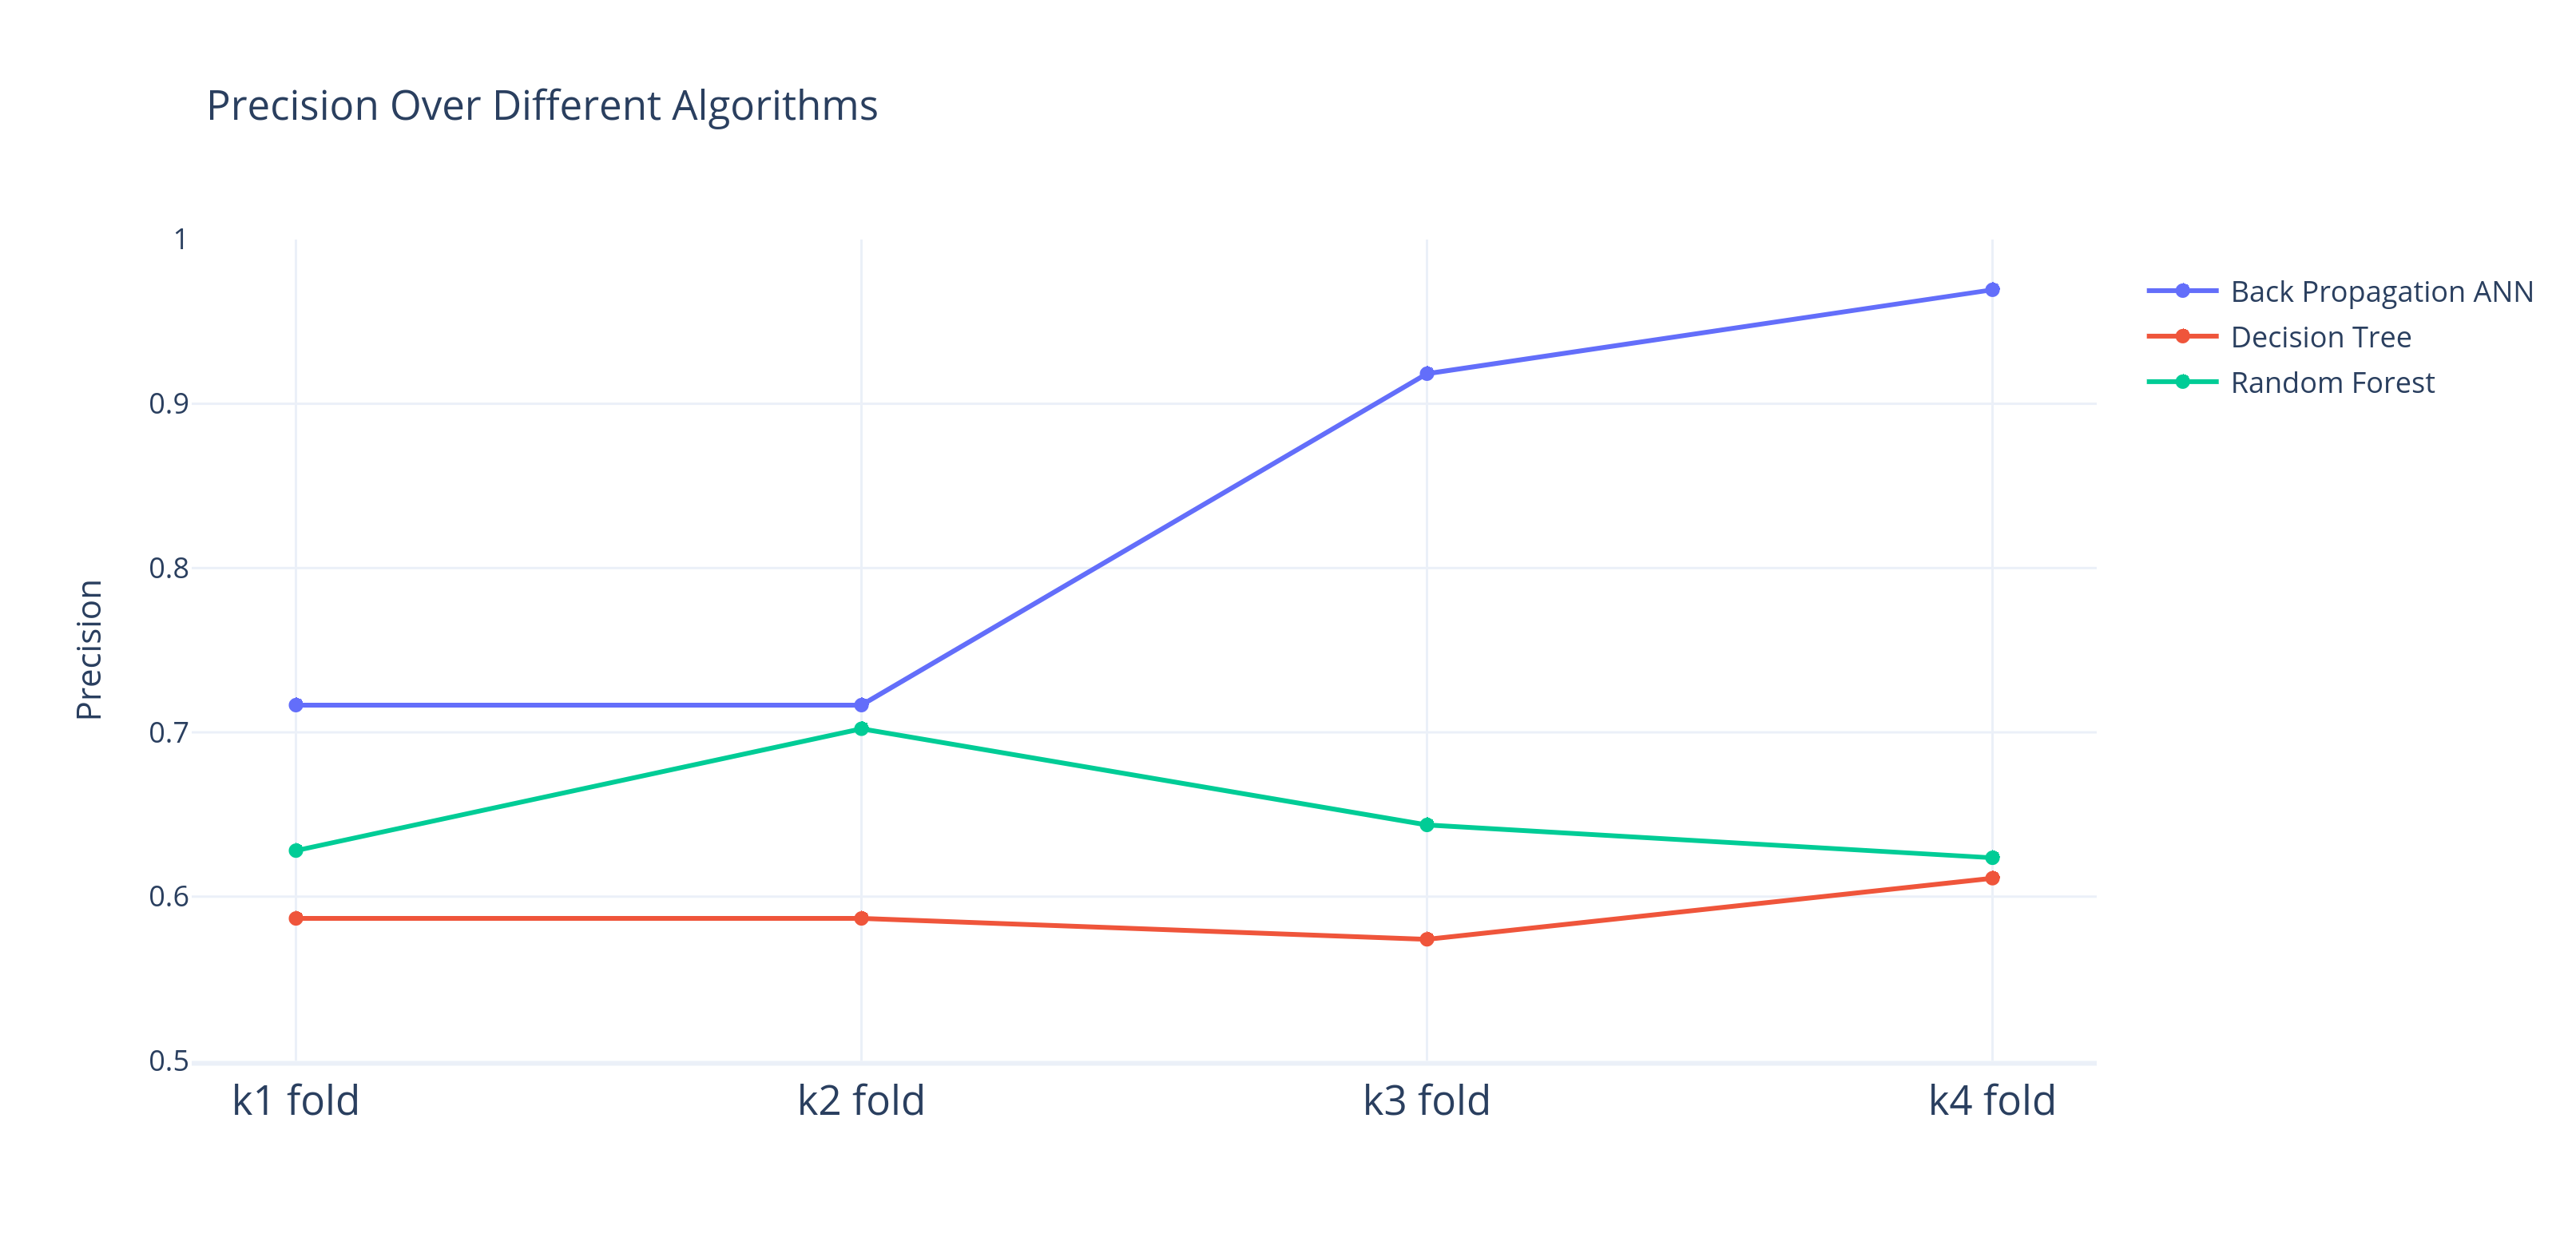 Precision Over Different Algorithms
1
0.9
0.8
0.7
0.6
0.5
Precision
k1 fold
k2 fold
k3 fold
k4 fold
Back Propagation ANN
Decision Tree
Random Forest